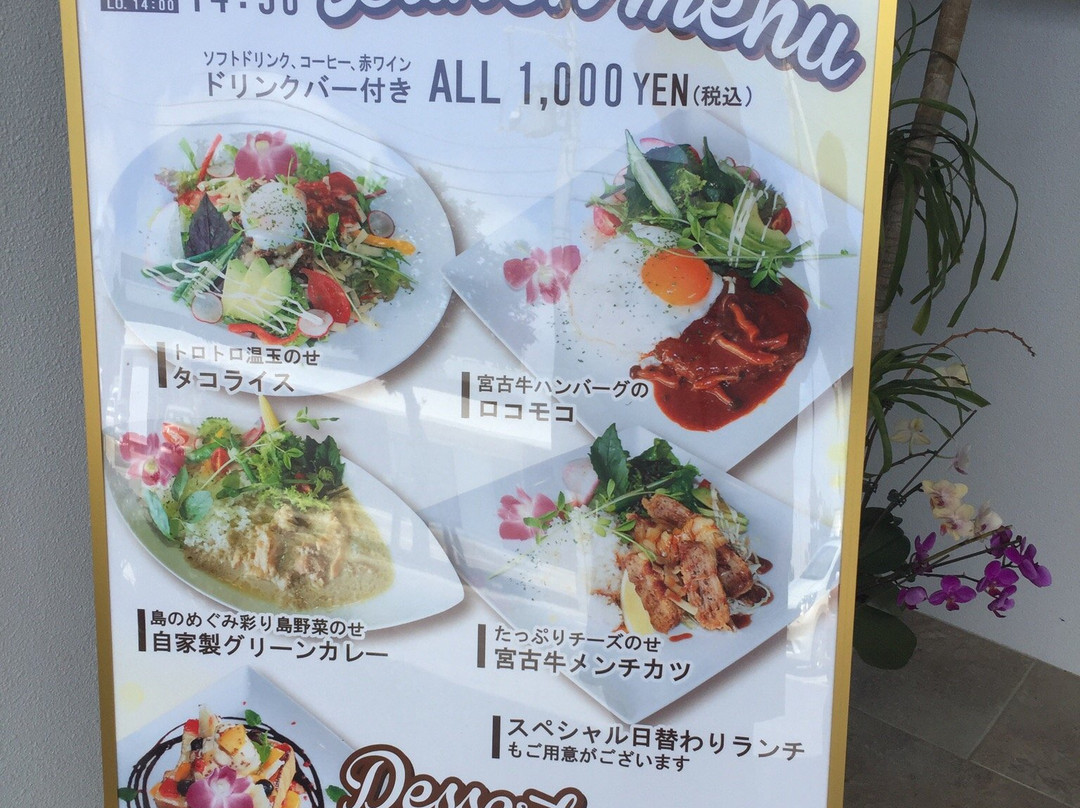 LO. 14:00
14:30
Lunch menu
ソフトドリンク、コーヒー、赤ワイン
ドリンクバー付き ALL 1,000 YEN(税込)
トロトロ温玉のせ
タコライス
宮古牛ハンバーグの
ロコモコ
島のめぐみ彩り島野菜のせ
自家製グリーンカレー
たっぷりチーズのせ
宮古牛メンチカツ
スペシャル日替わりランチ
もご用意がございます
Dessert